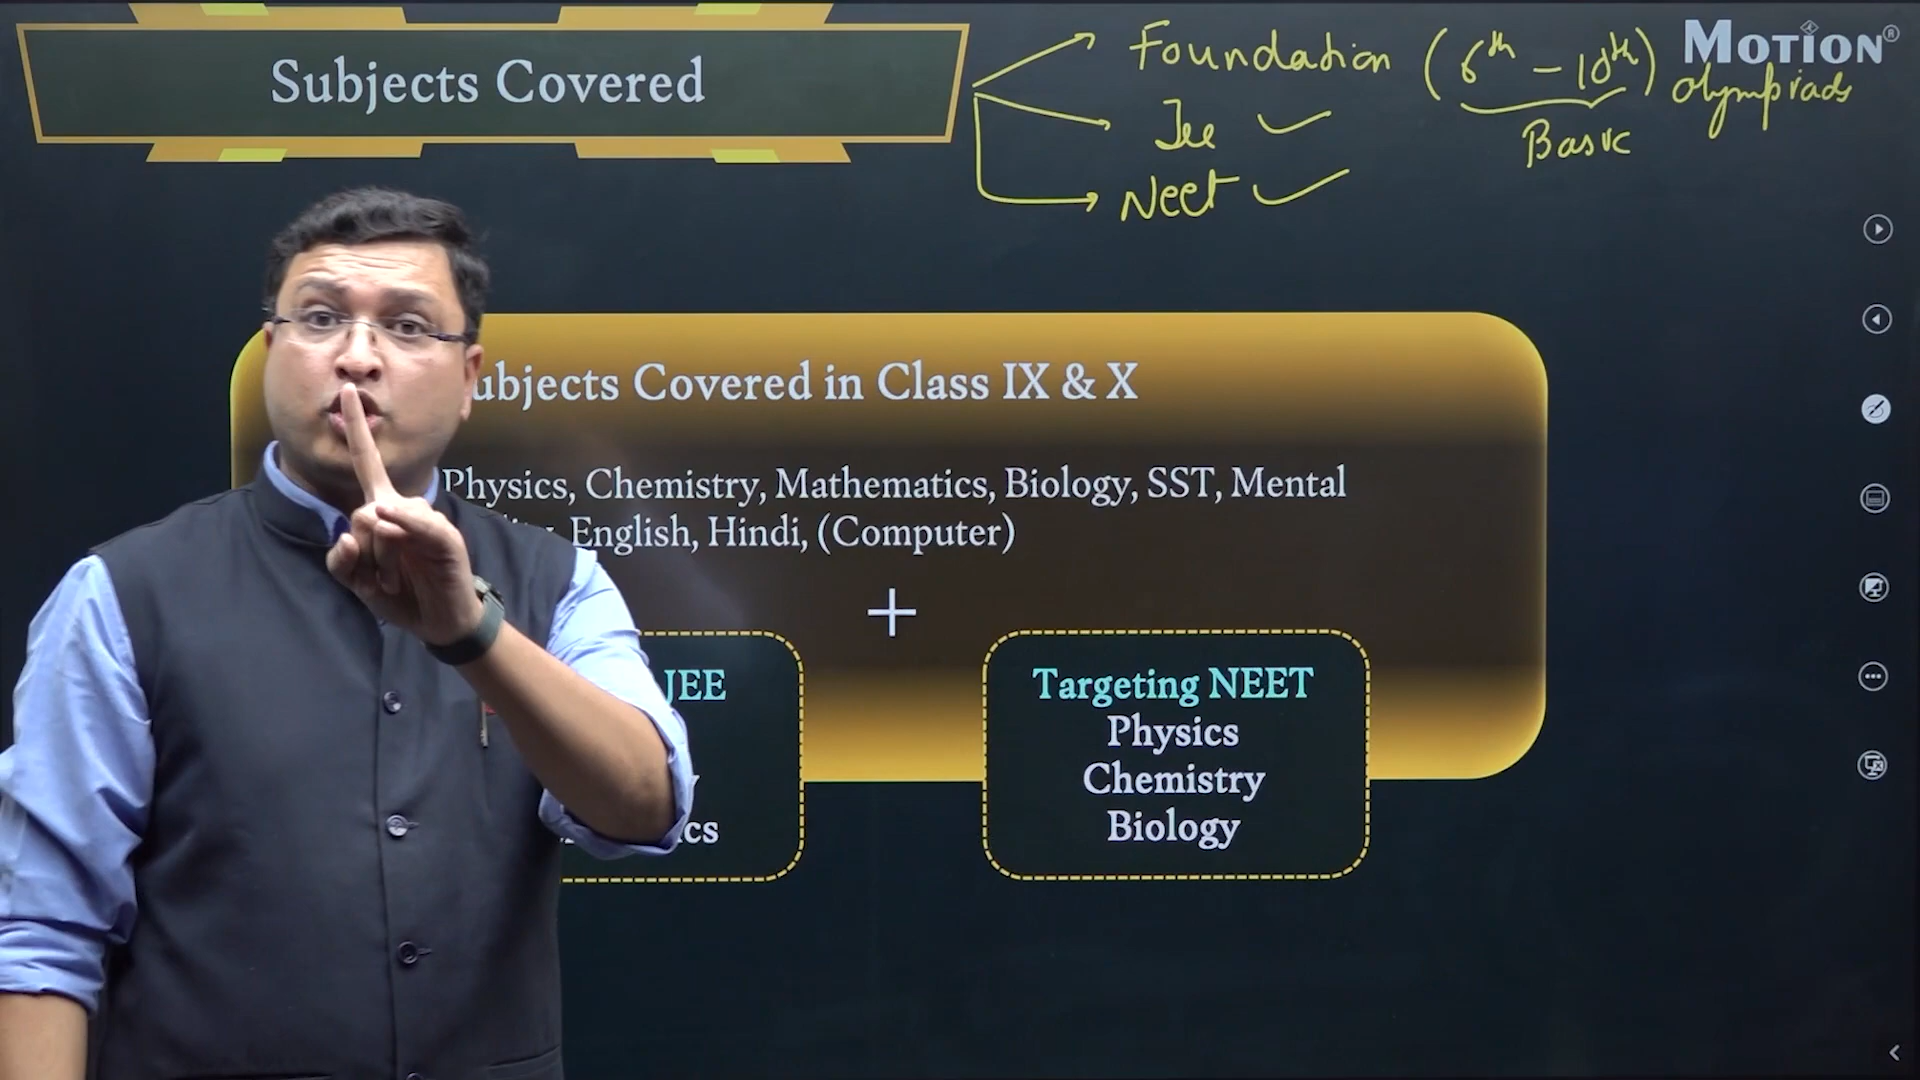 Subjects Covered
Foundation (6th – 10th)
MOTION®
Olympiads
Basic
Jee
Neet
ubjects Covered in Class IX & X
Physics, Chemistry, Mathematics, Biology, SST, Mental
English, Hindi, (Computer)
+
JEE
Targeting NEET
Physics
Chemistry
Biology